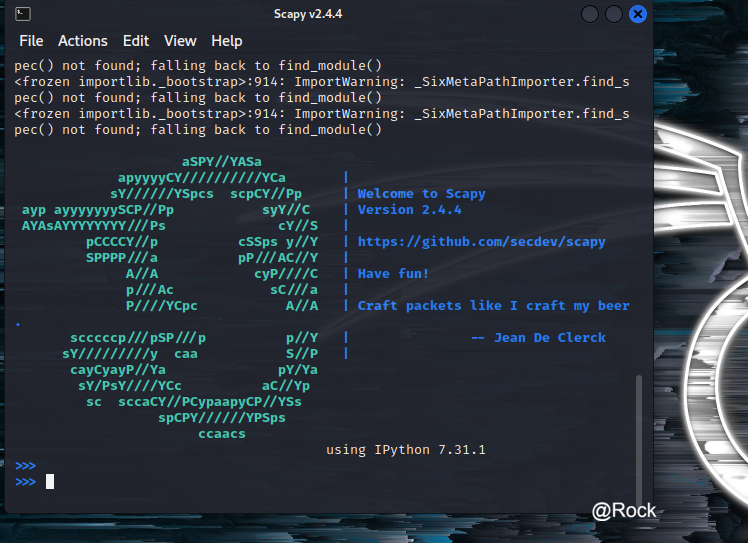 Scapy v2.4.4
File Actions Edit View Help
pec() not found; falling back to find_module()
<frozen importlib._bootstrap>:914: ImportWarning: _SixMetaPathImporter.find_s
pec() not found; falling back to find_module()
<frozen importlib._bootstrap>:914: ImportWarning: _SixMetaPathImporter.find_s
pec() not found; falling back to find_module()
aSPY//YASa
apyyyyCY//////////YCa |
sY//////YSpcs scpCY//Pp | Welcome to Scapy
ayp ayyyyyyySCP//Pp syY//C | Version 2.4.4
AYAsAYYYYYYYY///Ps cY//S |
pCCCCY//p cSSps y//Y | https://github.com/secdev/scapy
SPPPP///a pP///AC//Y |
A//A cyP////C | Have fun!
p///Ac sC///a |
P////YCpc A//A | Craft packets like I craft my beer
.
scccccp///pSP///p p//Y | -- Jean De Clerck
sY/////////y caa S//P |
cayCyayP//Ya pY/Ya
sY/PsY////YCc aC//Yp
sc sccaCY//PCypaapyCP//YSs
spCPY//////YPSps
ccaacs
using IPython 7.31.1
>>>
>>>
@Rock